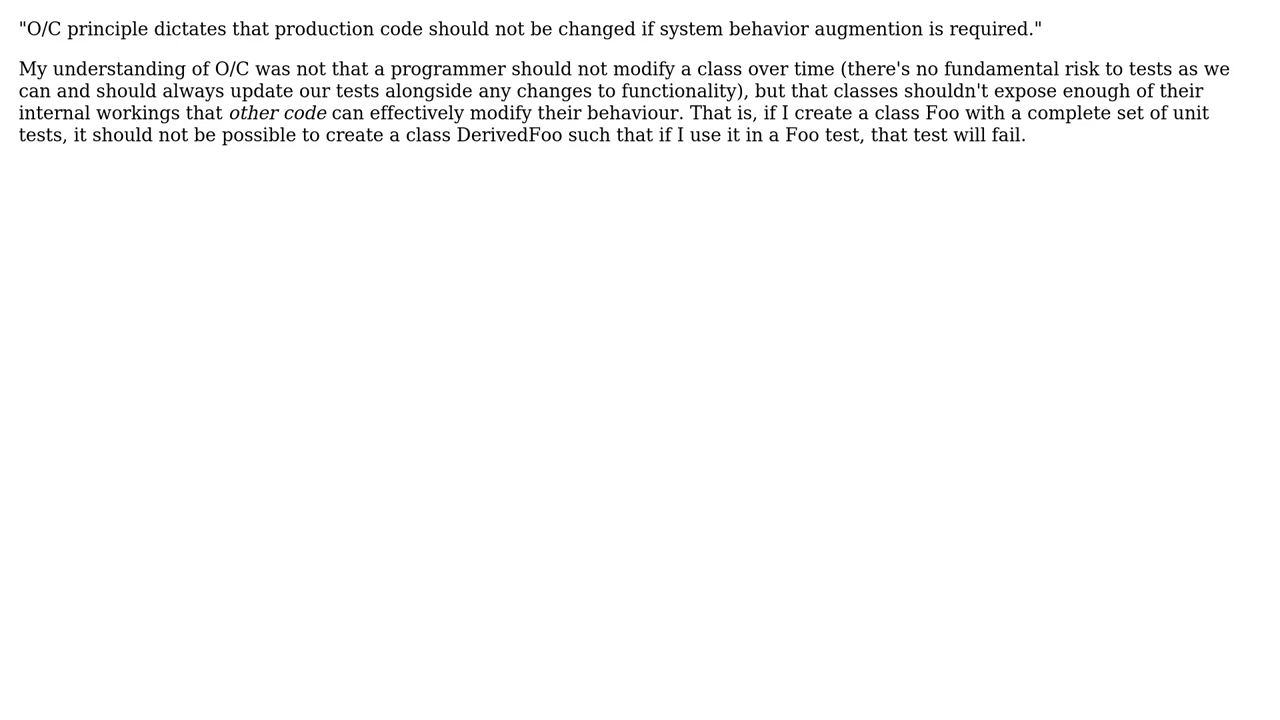 "O/C principle dictates that production code should not be changed if system behavior augmention is required."
My understanding of O/C was not that a programmer should not modify a class over time (there's no fundamental risk to tests as we
can and should always update our tests alongside any changes to functionality), but that classes shouldn't expose enough of their
internal workings that other code can effectively modify their behaviour. That is, if I create a class Foo with a complete set of unit
tests, it should not be possible to create a class DerivedFoo such that if I use it in a Foo test, that test will fail.